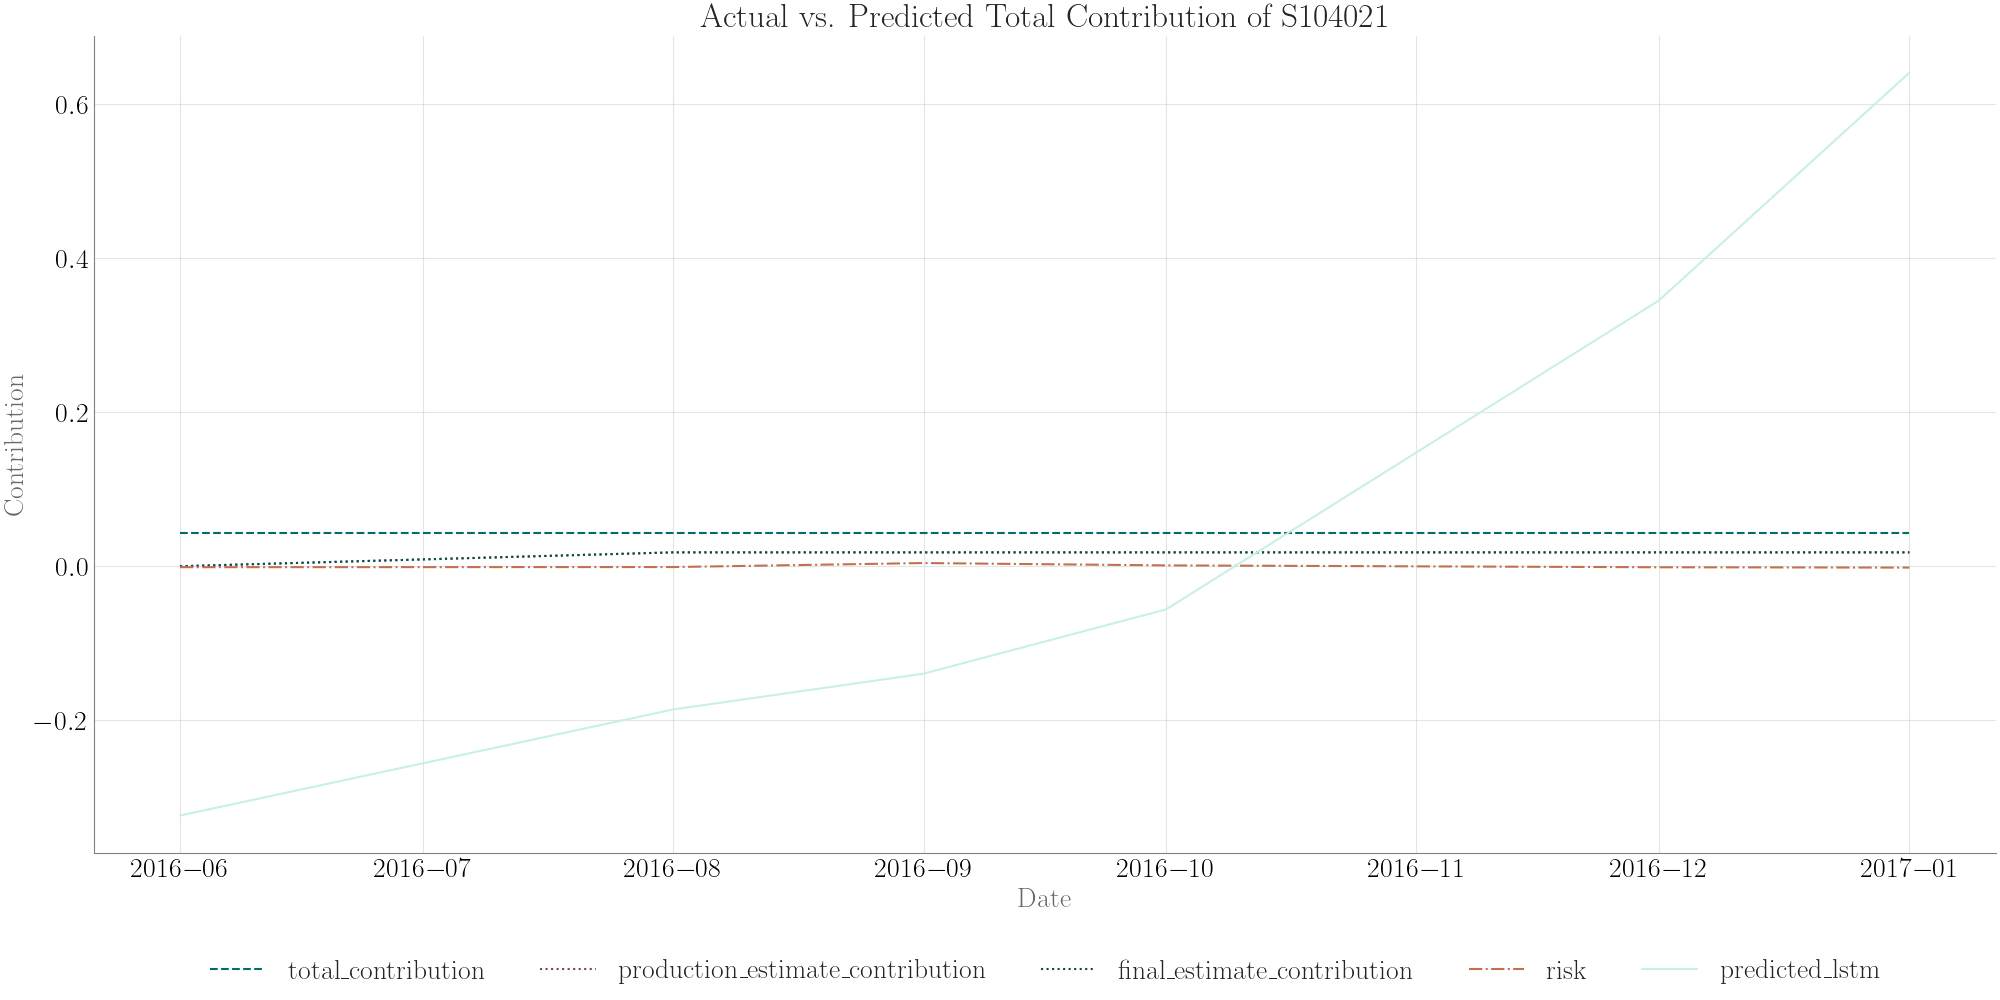 Actual vs. Predicted Total Contribution of S104021
0.6
0.4
0.2
0.0
−0.2
Contribution
2016−06 2016−07 2016−08 2016−09 2016−10 2016−11 2016−12 2017−01
Date
total_contribution production_estimate_contribution final_estimate_contribution risk predicted_lstm